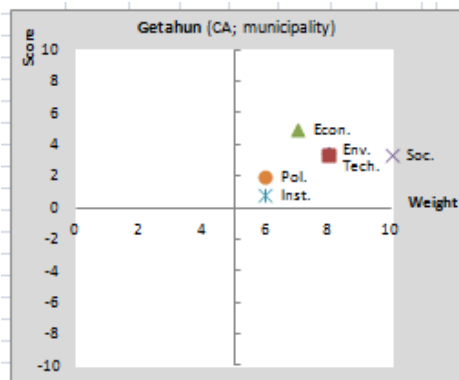 Getahun (CA; municipality)
Score
10
8
6
4
2
0
-2
-4
-6
-8
-10
Econ.
Env.
Tech.
Soc.
Pol.
Inst.
Weight
0 2 4 6 8 10